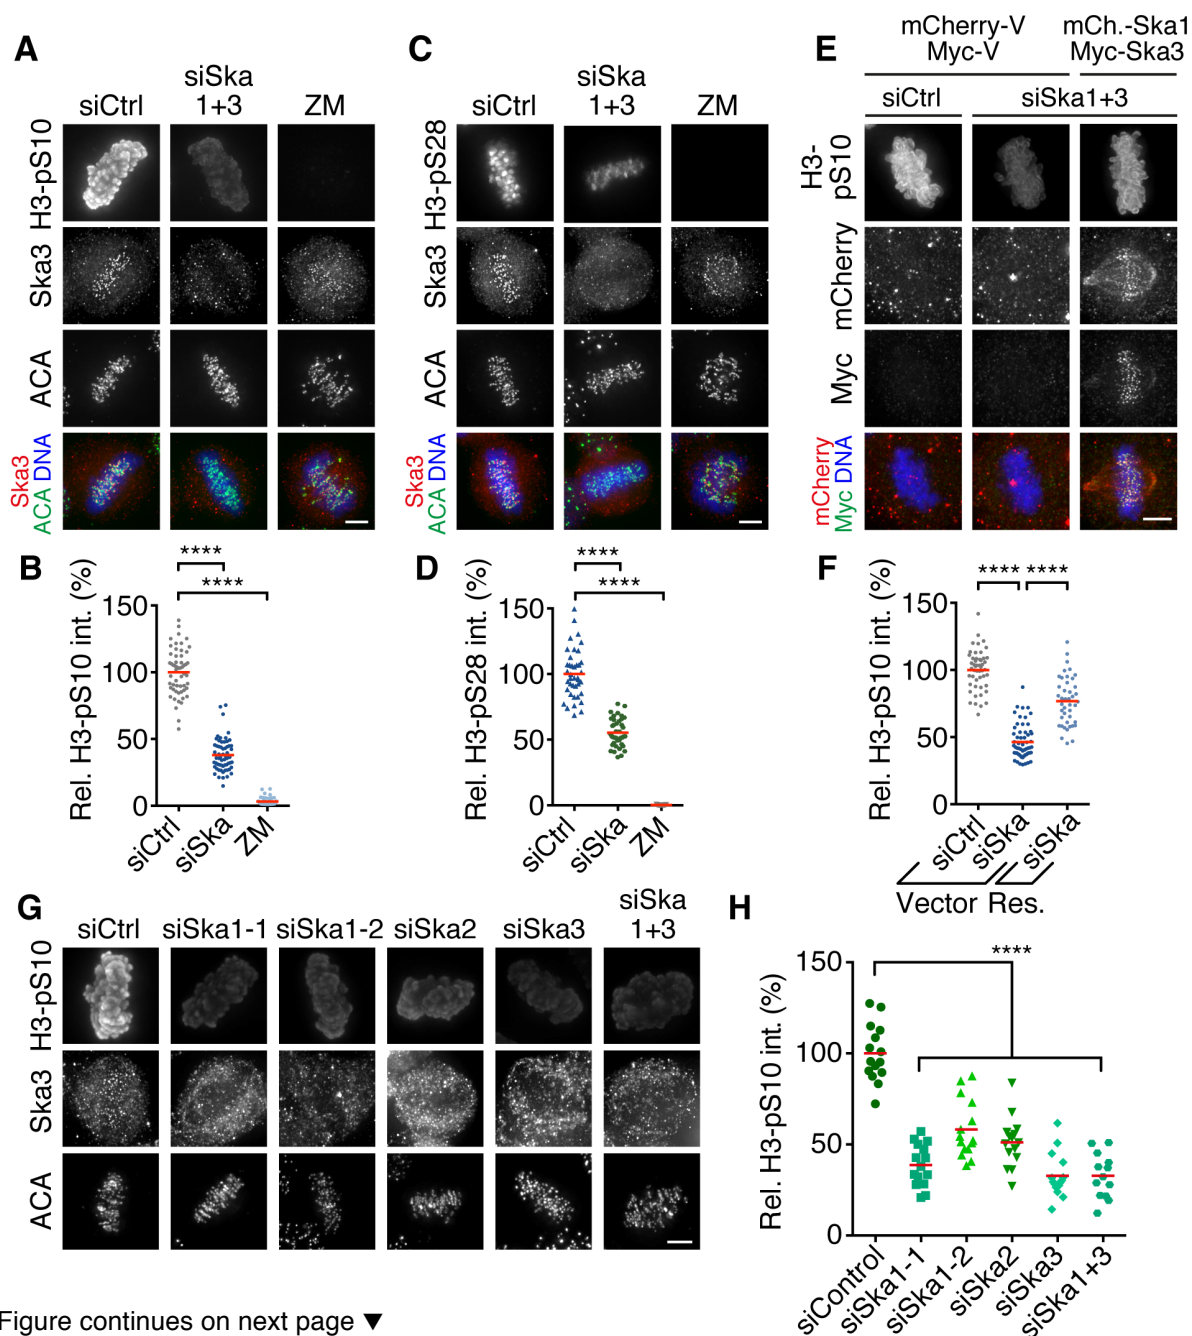 A
siCtrl
siSka
1+3
ZM
H3-pS10
Ska3
ACA
Ska3
ACA DNA
C
siCtrl
siSka
1+3
ZM
H3-pS28
Ska3
ACA
Ska3
ACA DNA
E
mCherry-V
Myc-V
mCh.-Ska1
Myc-Ska3
siCtrl
siSka1+3
H3-
pS10
mCherry
Myc
mCherry
Myc DNA
B
Rel. H3-pS10 int. (%)
****
****
150
100
50
0
siCtrl
siSka
ZM
D
Rel. H3-pS28 int. (%)
****
****
150
100
50
0
siCtrl
siSka
ZM
F
Rel. H3-pS10 int. (%)
**** ****
150
100
50
0
siCtrl
siSka
siSka
Vector Res.
G
siCtrl
siSka1-1
siSka1-2
siSka2
siSka3
siSka
1+3
H3-pS10
Ska3
ACA
H
Rel. H3-pS10 int. (%)
****
150
100
50
0
siControl
siSka1-1
siSka1-2
siSka2
siSka3
siSka1+3
Figure continues on next page ▼